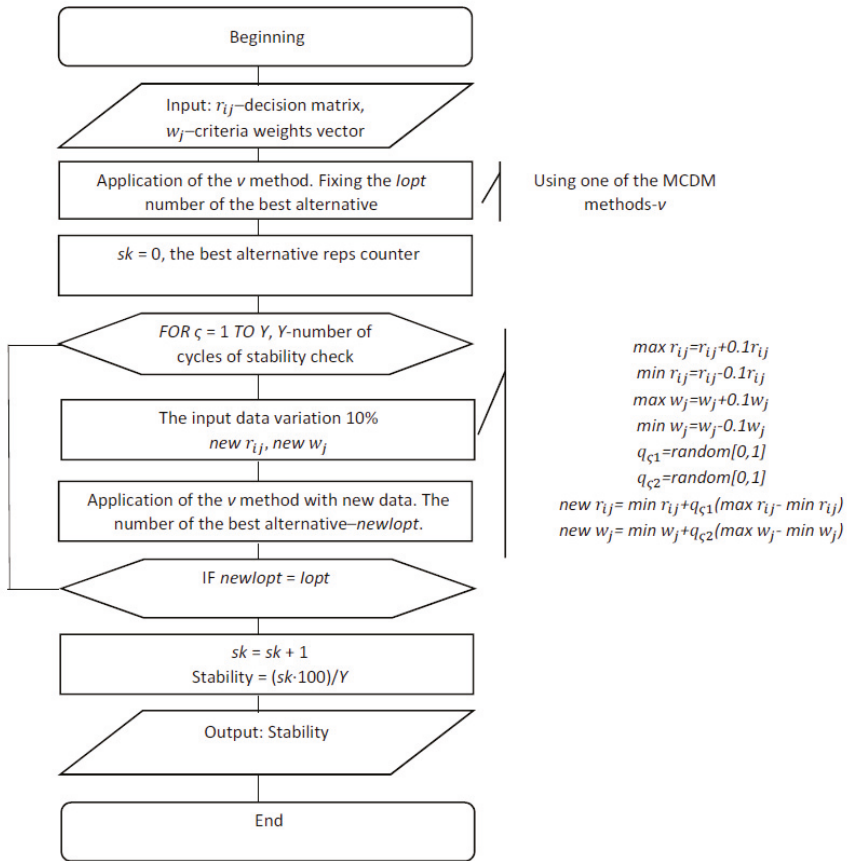 Beginning
Input: rᵢⱼ–decision matrix,
wⱼ–criteria weights vector
Application of the v method. Fixing the lopt
number of the best alternative
Using one of the MCDM
methods-v
sk = 0, the best alternative reps counter
FOR ς = 1 TO Y, Y-number of
cycles of stability check
The input data variation 10%
new rᵢⱼ, new wⱼ
Application of the v method with new data. The
number of the best alternative–newlopt.
max rᵢⱼ=rᵢⱼ+0.1rᵢⱼ
min rᵢⱼ=rᵢⱼ-0.1rᵢⱼ
max wⱼ=wⱼ+0.1wⱼ
min wⱼ=wⱼ-0.1wⱼ
q_ς1=random[0,1]
q_ς2=random[0,1]
new rᵢⱼ= min rᵢⱼ+q_ς1(max rᵢⱼ- min rᵢⱼ)
new wⱼ= min wⱼ+q_ς2(max wⱼ- min wⱼ)
IF newlopt = lopt
sk = sk + 1
Stability = (sk·100)/Y
Output: Stability
End